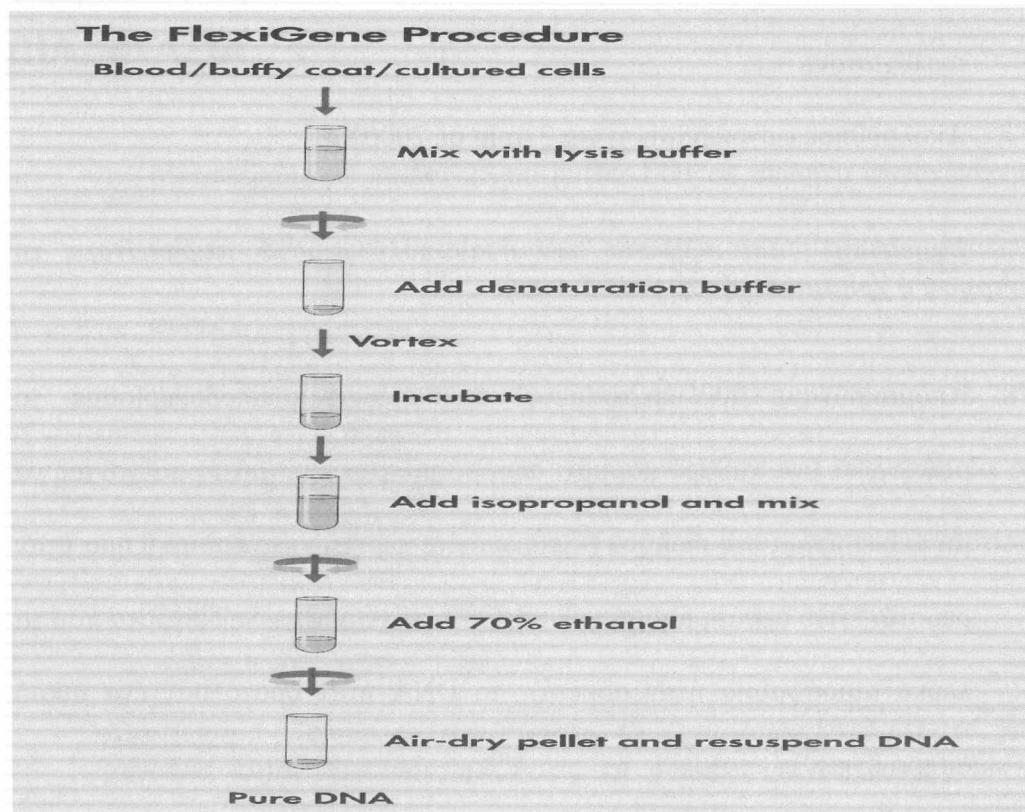 The FlexiGene Procedure
Blood/buffy coat/cultured cells
Mix with lysis buffer
Add denaturation buffer
Vortex
Incubate
Add isopropanol and mix
Add 70% ethanol
Air-dry pellet and resuspend DNA
Pure DNA